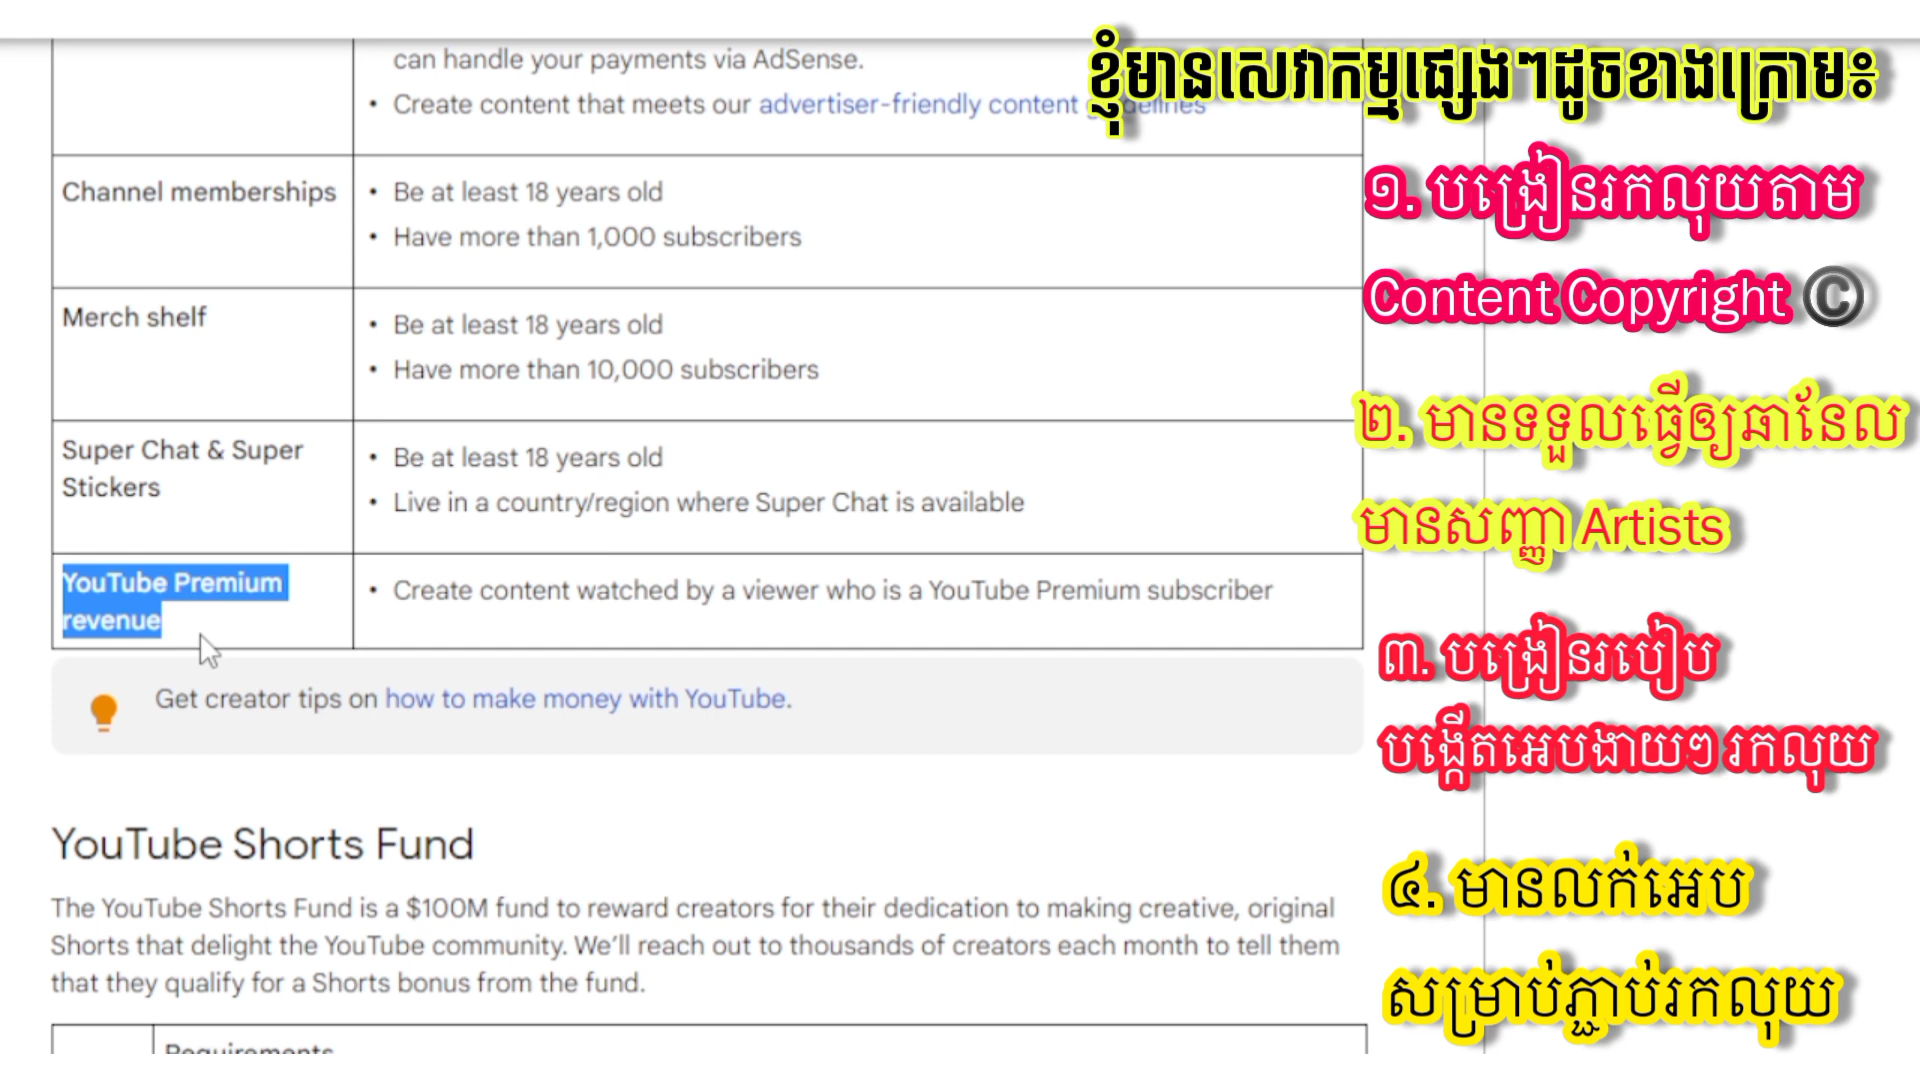 can handle your payments via AdSense.
• Create content that meets our advertiser-friendly content guidelines
Channel memberships
• Be at least 18 years old
• Have more than 1,000 subscribers
Merch shelf
• Be at least 18 years old
• Have more than 10,000 subscribers
Super Chat & Super
Stickers
• Be at least 18 years old
• Live in a country/region where Super Chat is available
YouTube Premium
revenue
• Create content watched by a viewer who is a YouTube Premium subscriber
Get creator tips on how to make money with YouTube.
YouTube Shorts Fund
The YouTube Shorts Fund is a $100M fund to reward creators for their dedication to making creative, original
Shorts that delight the YouTube community. We’ll reach out to thousands of creators each month to tell them
that they qualify for a Shorts bonus from the fund.
Requirements
ខ្ញុំមានសេវាកម្មផ្សេងៗដូចខាងក្រោម៖
១. បង្រៀនរកលុយតាម
Content Copyright ©
២. មានទទួលធ្វើឲ្យឆានែល
មានសញ្ញា Artists
៣. បង្រៀនរបៀប
បង្កើតអេបងាយៗ រកលុយ
៤. មានលក់អេប
សម្រាប់ភ្ជាប់រកលុយ